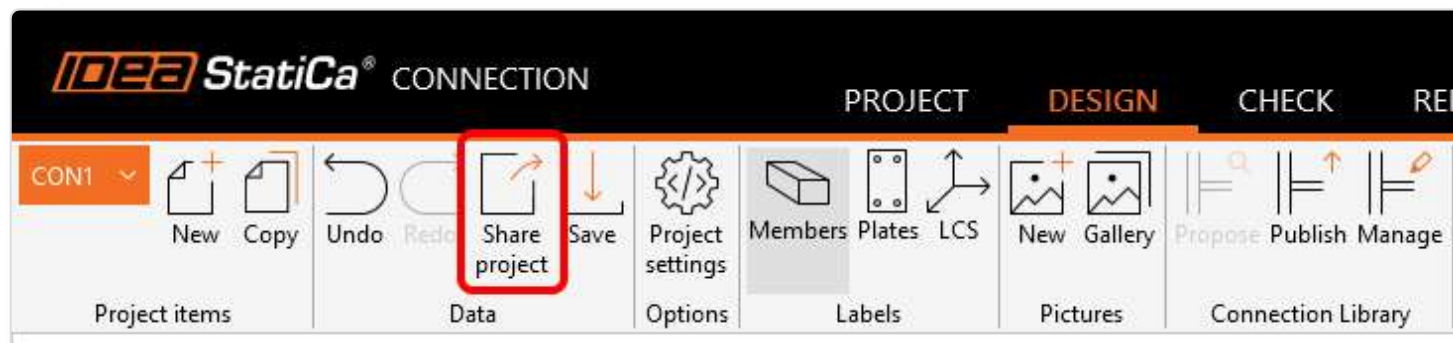 IDEA StatiCa® CONNECTION
PROJECT DESIGN CHECK
CON1
New Copy Undo Redo Share project Save Project settings Members Plates LCS New Gallery Propose Publish Manage
Project items Data Options Labels Pictures Connection Library